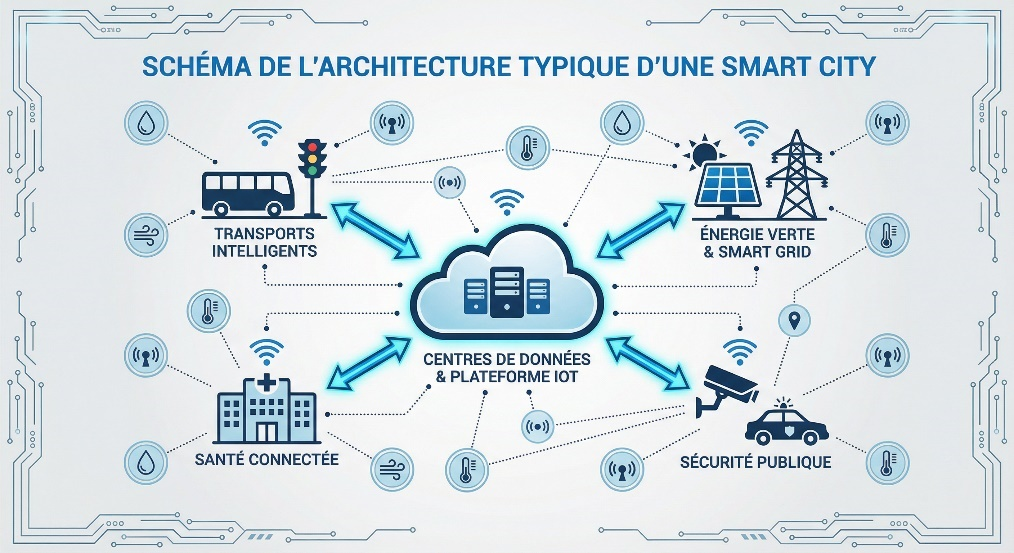 SCHÉMA DE L'ARCHITECTURE TYPIQUE D'UNE SMART CITY
TRANSPORTS
INTELLIGENTS
ÉNERGIE VERTE
& SMART GRID
CENTRES DE DONNÉES
& PLATEFORME IOT
SANTÉ CONNECTÉE
SÉCURITÉ PUBLIQUE